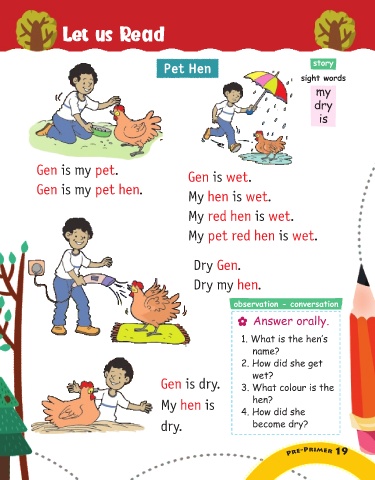 Let us Read
Pet Hen
story
sight words
my
dry
is
Gen is my pet.
Gen is my pet hen.
Gen is wet.
My hen is wet.
My red hen is wet.
My pet red hen is wet.
Dry Gen.
Dry my hen.
observation - conversation
Answer orally.
1. What is the hen's
name?
2. How did she get
wet?
3. What colour is the
hen?
4. How did she
become dry?
Gen is dry.
My hen is
dry.
PRE-PRIMER 19